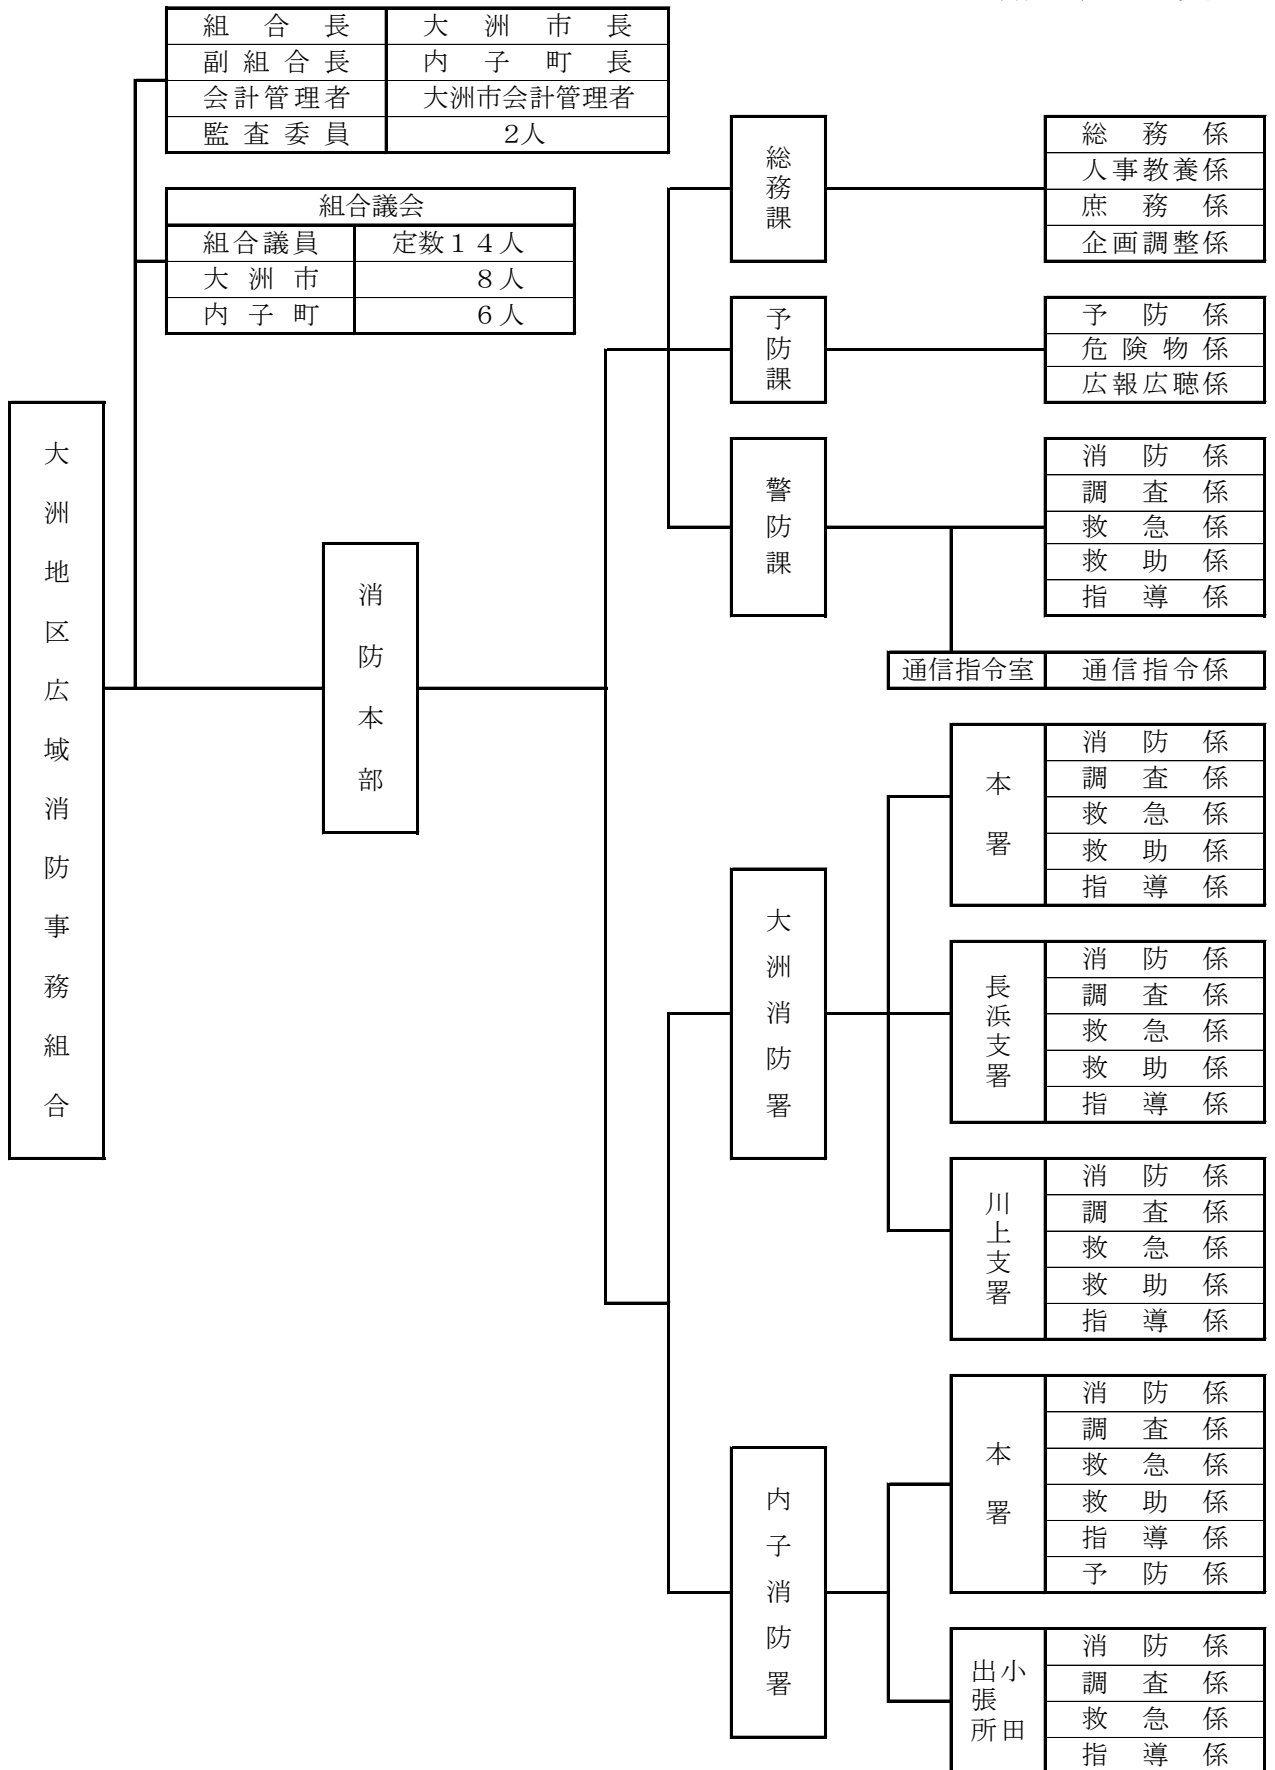 組合長 大洲市長
副組合長 内子町長
会計管理者 大洲市会計管理者
監査委員 2人
組合議会
組合議員 定数14人
大洲市 8人
内子町 6人
大洲地区広域消防事務組合
消防本部
総務課
総務係
人事教養係
庶務係
企画調整係
予防課
予防係
危険物係
広報広聴係
警防課
消防係
調査係
救急係
救助係
指導係
通信指令室 通信指令係
大洲消防署
本署
消防係
調査係
救急係
救助係
指導係
長浜支署
消防係
調査係
救急係
救助係
指導係
川上支署
消防係
調査係
救急係
救助係
指導係
内子消防署
本署
消防係
調査係
救急係
救助係
指導係
予防係
小田
出張所
消防係
調査係
救急係
指導係